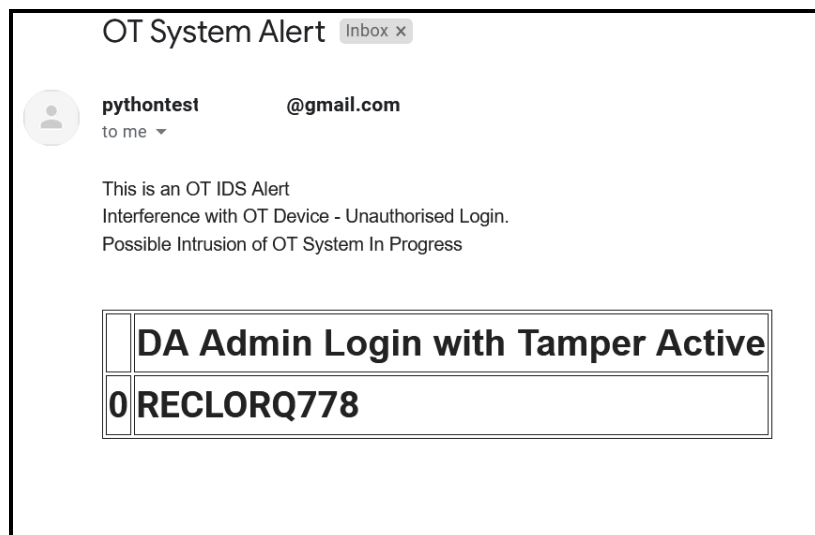 OT System Alert Inbox ×
pythontest @gmail.com
to me
This is an OT IDS Alert
Interference with OT Device - Unauthorised Login.
Possible Intrusion of OT System In Progress
DA Admin Login with Tamper Active
0 RECLORQ778